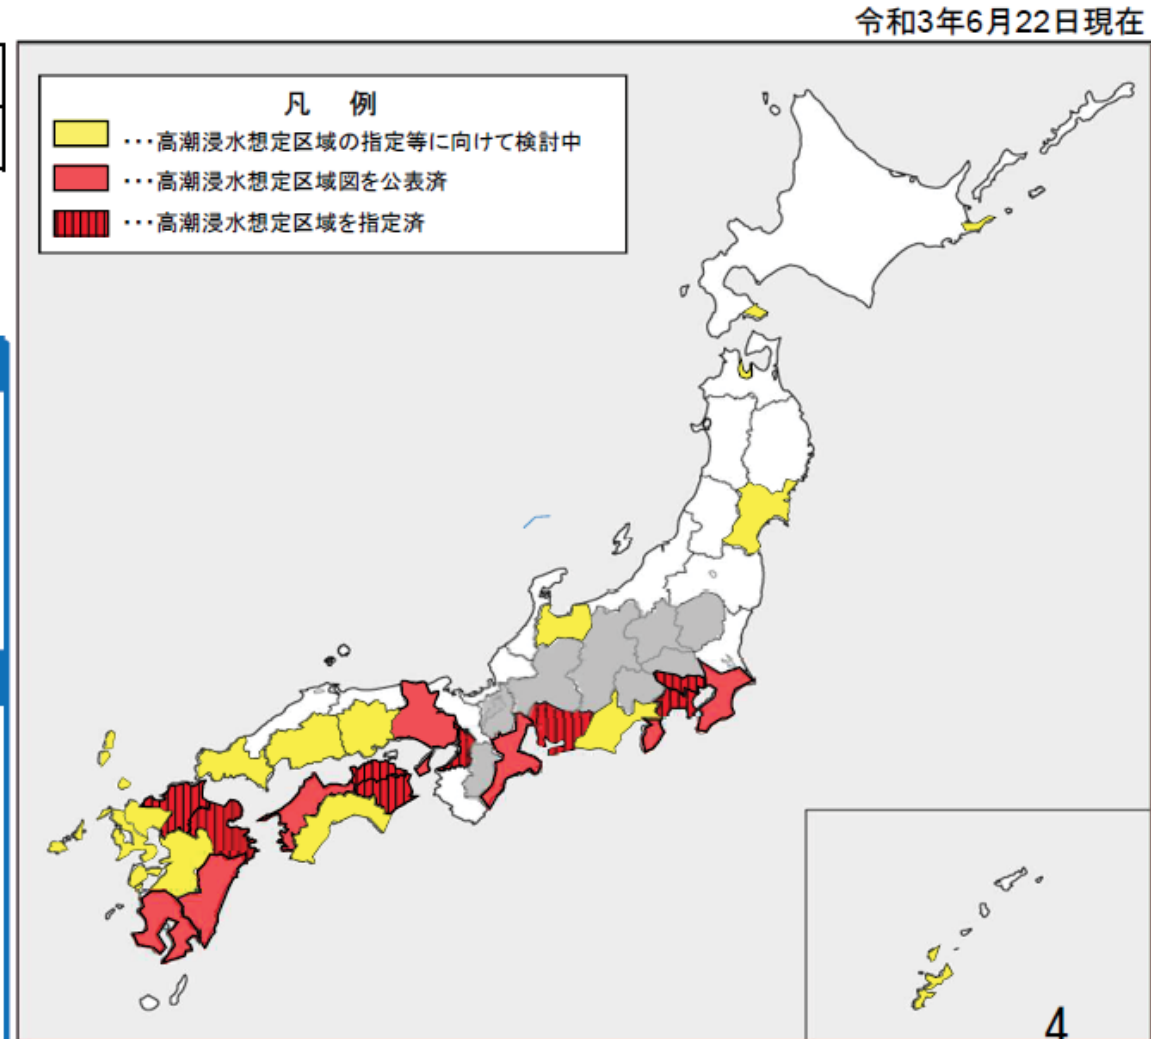 令和3年6月22日現在
凡 例
・・・高潮浸水想定区域の指定等に向けて検討中
・・・高潮浸水想定区域図を公表済
・・・高潮浸水想定区域を指定済
4